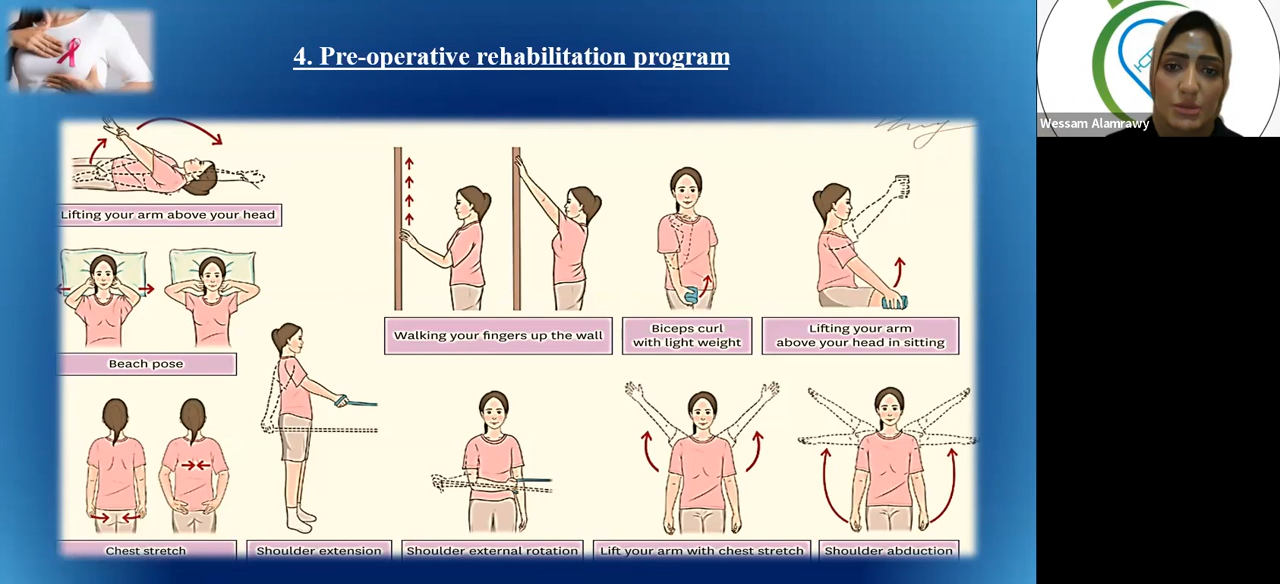 4. Pre-operative rehabilitation program
Wessam Alamrawy
Lifting your arm above your head
Walking your fingers up the wall
Biceps curl
with light weight
Lifting your arm
above your head in sitting
Beach pose
Chest stretch
Shoulder extension
Shoulder external rotation
Lift your arm with chest stretch
Shoulder abduction